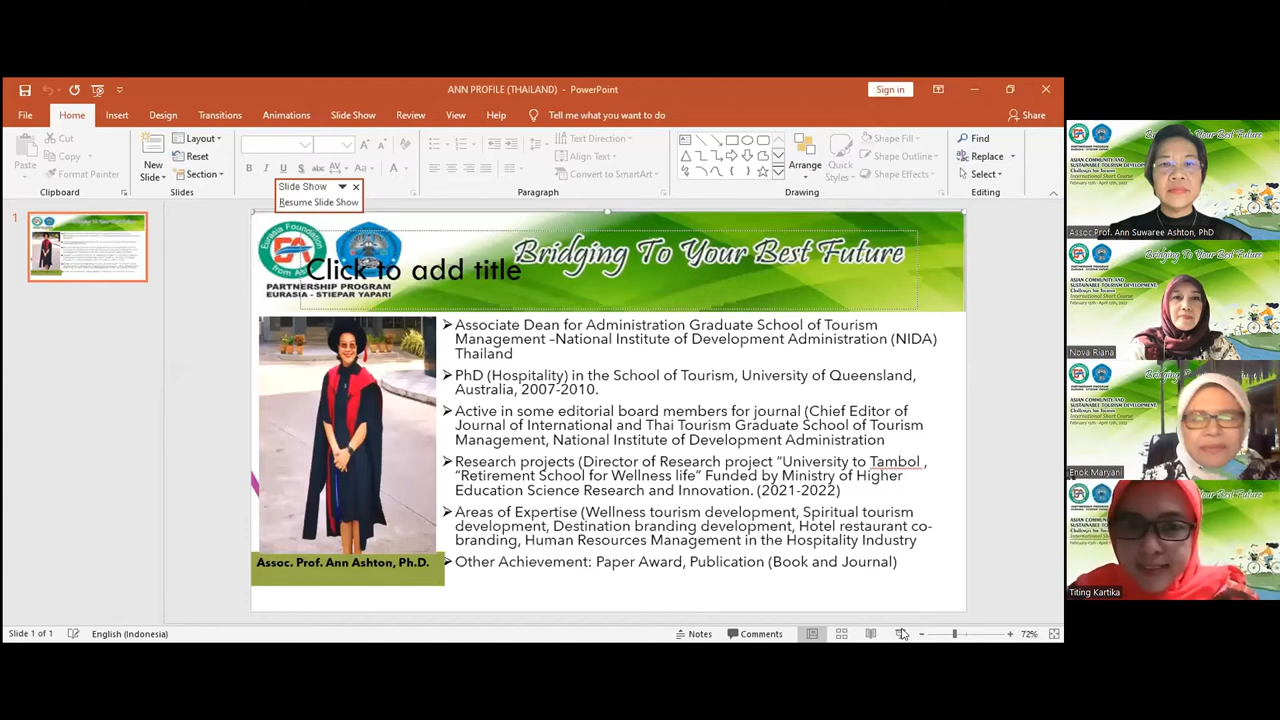 ANN PROFILE (THAILAND) - PowerPoint
Sign in
File Home Insert Design Transitions Animations Slide Show Review View Help Tell me what you want to do Share
Paste
Cut
Copy
Format Painter
Clipboard
New Slide
Layout
Reset
Section
Slides
Paragraph
Text Direction
Align Text
Convert to SmartArt
Arrange
Quick Styles
Shape Fill
Shape Outline
Shape Effects
Drawing
Find
Replace
Select
Editing
Slide Show
Resume Slide Show
1
Eurasia Foundation
from Asia
PARTNERSHIP PROGRAM
EURASIA - STIEPAR YAPARI
Click to add title
Bridging To Your Best Future
Associate Dean for Administration Graduate School of Tourism
Management –National Institute of Development Administration (NIDA)
Thailand
PhD (Hospitality) in the School of Tourism, University of Queensland,
Australia, 2007-2010.
Active in some editorial board members for journal (Chief Editor of
Journal of International and Thai Tourism Graduate School of Tourism
Management, National Institute of Development Administration
Research projects (Director of Research project “University to Tambol ,
“Retirement School for Wellness life” Funded by Ministry of Higher
Education Science Research and Innovation. (2021-2022)
Areas of Expertise (Wellness tourism development, Spiritual tourism
development, Destination branding development, Hotel restaurant co-
branding, Human Resources Management in the Hospitality Industry
Other Achievement: Paper Award, Publication (Book and Journal)
Assoc. Prof. Ann Ashton, Ph.D.
Slide 1 of 1
English (Indonesia)
Notes
Comments
72%
Assoc Prof. Ann Suwaree Ashton, PhD
Nova Riana
Enok Maryani
Titing Kartika